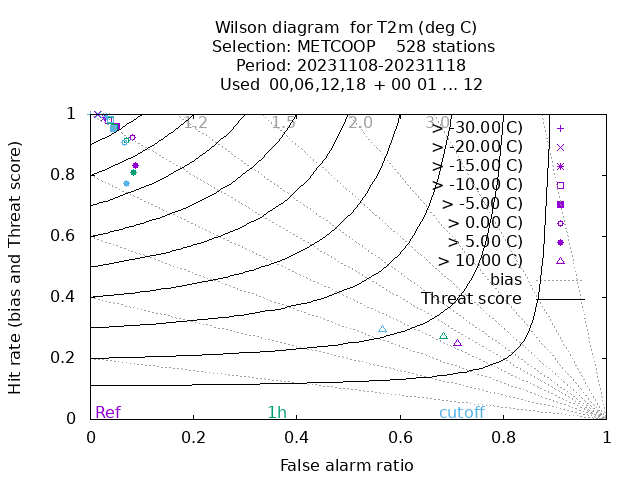 Wilson diagram  for T2m (deg C)
Selection: METCOOP    528 stations
Period: 20231108-20231118
Used  00,06,12,18  + 00 01 ... 12
Hit rate (bias and Threat score)
1
0.8
0.6
0.4
0.2
0
1.2
1.5
2.0
3.0
> -30.00 C)
> -20.00 C)
> -15.00 C)
> -10.00 C)
> -5.00 C)
> 0.00 C)
> 5.00 C)
> 10.00 C)
bias
Threat score
Ref
1h
cutoff
0
0.2
0.4
0.6
0.8
1
False alarm ratio